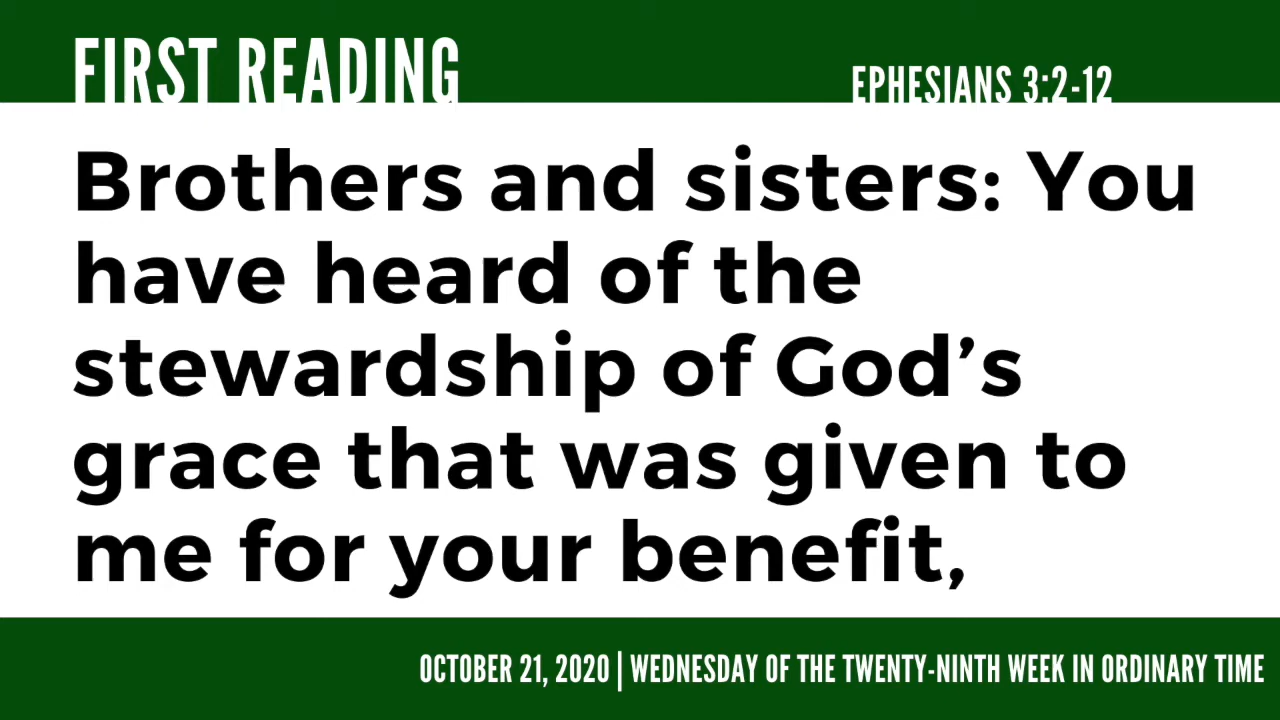 FIRST READING
EPHESIANS 3:2-12
Brothers and sisters: You
have heard of the
stewardship of God’s
grace that was given to
me for your benefit,
OCTOBER 21, 2020 | WEDNESDAY OF THE TWENTY-NINTH WEEK IN ORDINARY TIME